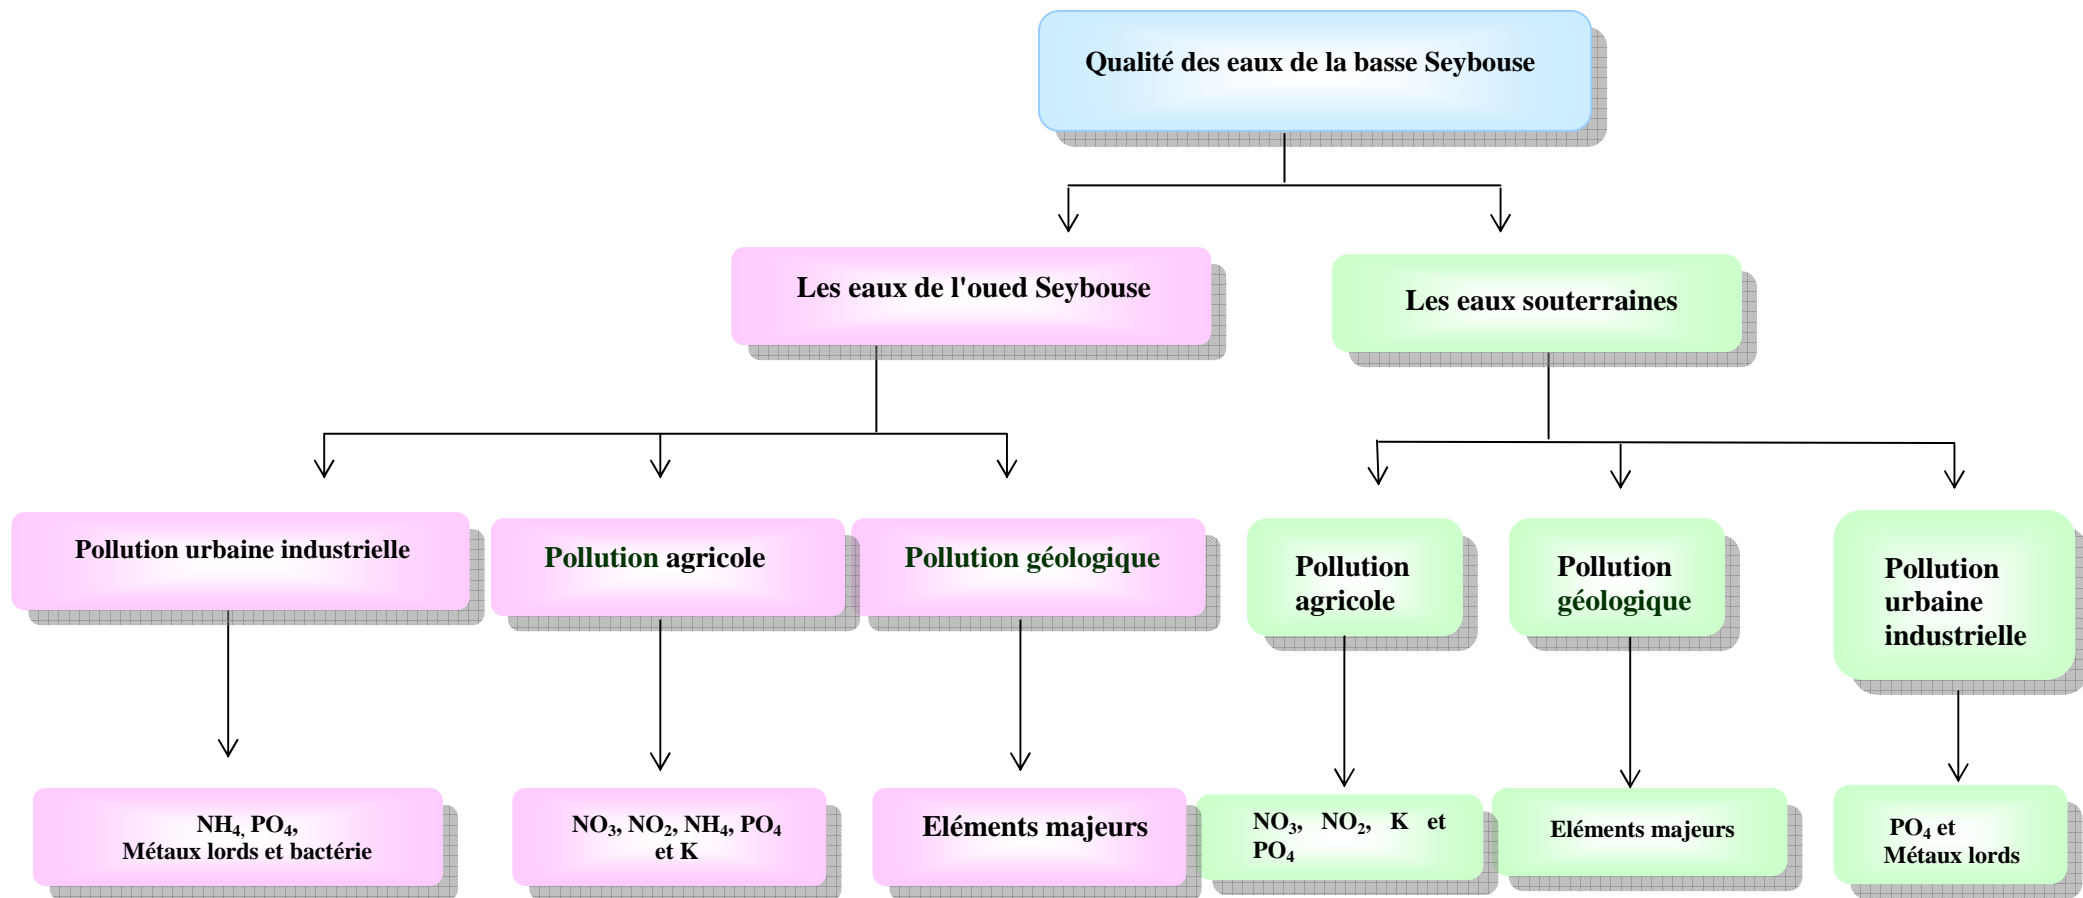 Qualité des eaux de la basse Seybouse
Les eaux de l'oued Seybouse
Les eaux souterraines
Pollution urbaine industrielle
Pollution agricole
Pollution géologique
Pollution
agricole
Pollution
géologique
Pollution
urbaine
industrielle
NH₄, PO₄,
Métaux lords et bactérie
NO₃, NO₂, NH₄, PO₄
et K
Eléments majeurs
NO₃, NO₂, K et
PO₄
Eléments majeurs
PO₄ et
Métaux lords